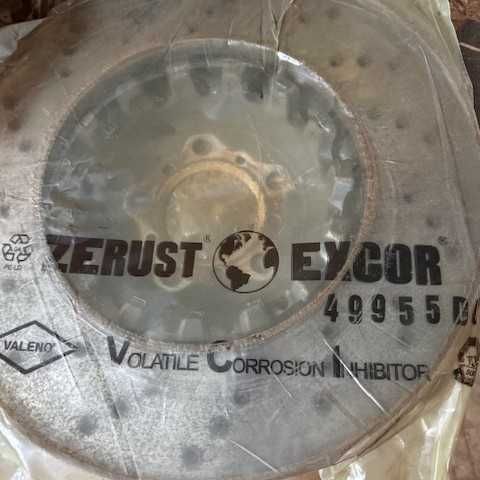 ZERUST® EXCOR®
49955D
VALENO®
VOLATILE CORROSION INHIBITOR